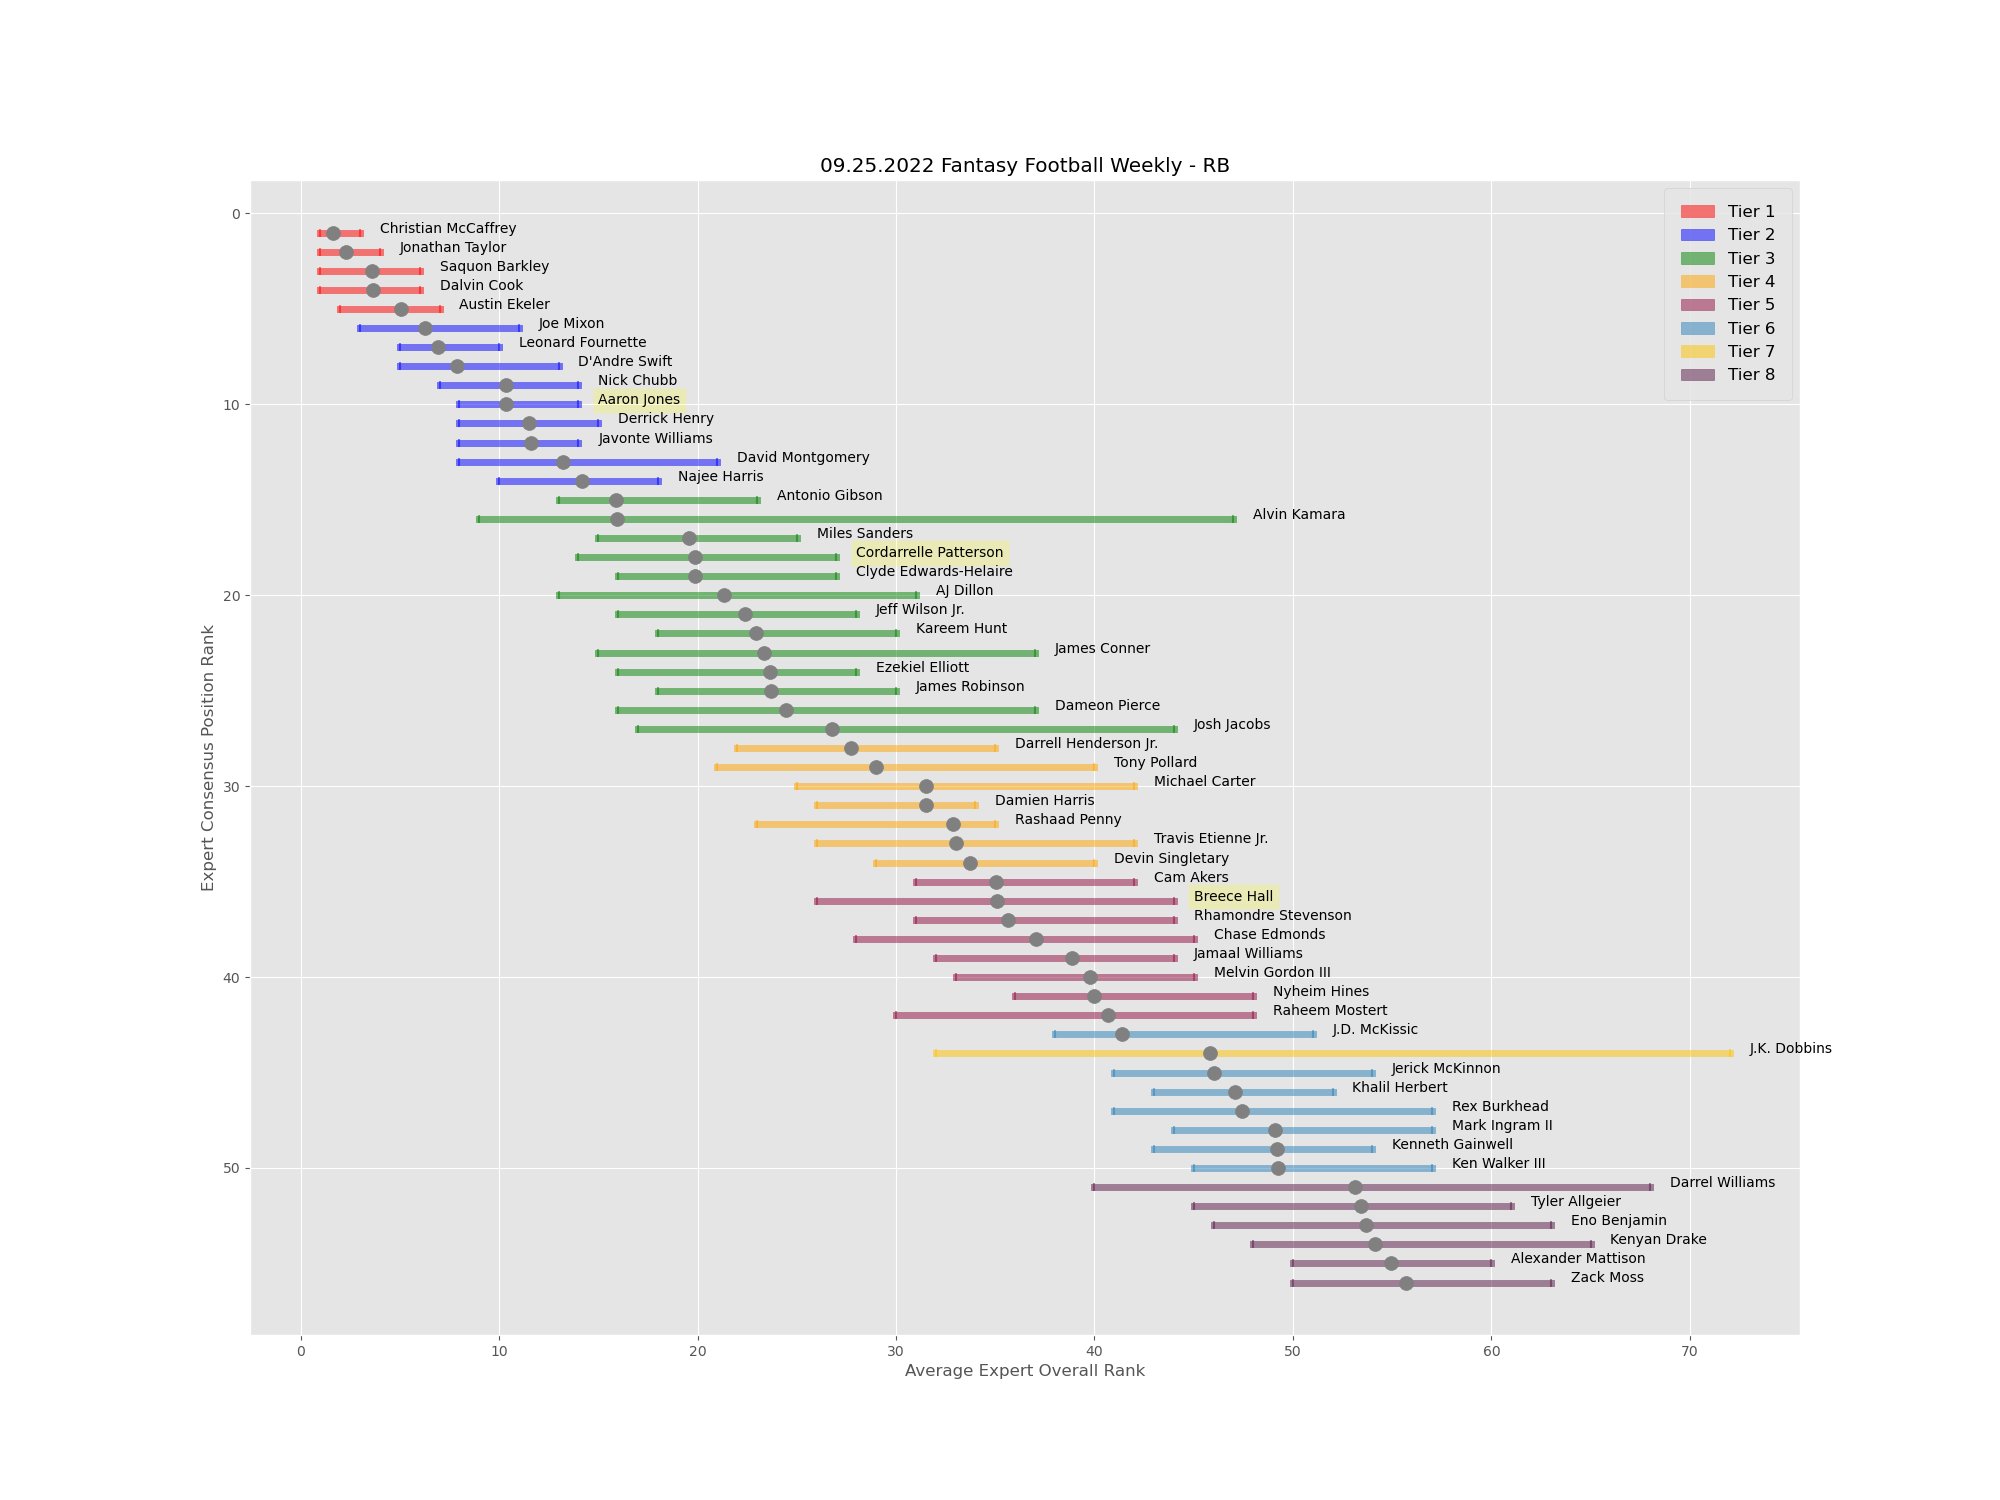 09.25.2022 Fantasy Football Weekly - RB
Tier 1
Tier 2
Tier 3
Tier 4
Tier 5
Tier 6
Tier 7
Tier 8
Christian McCaffrey
Jonathan Taylor
Saquon Barkley
Dalvin Cook
Austin Ekeler
Joe Mixon
Leonard Fournette
D'Andre Swift
Nick Chubb
Aaron Jones
Derrick Henry
Javonte Williams
David Montgomery
Najee Harris
Antonio Gibson
Alvin Kamara
Miles Sanders
Cordarrelle Patterson
Clyde Edwards-Helaire
AJ Dillon
Jeff Wilson Jr.
Kareem Hunt
James Conner
Ezekiel Elliott
James Robinson
Dameon Pierce
Josh Jacobs
Darrell Henderson Jr.
Tony Pollard
Michael Carter
Damien Harris
Rashaad Penny
Travis Etienne Jr.
Devin Singletary
Cam Akers
Breece Hall
Rhamondre Stevenson
Chase Edmonds
Jamaal Williams
Melvin Gordon III
Nyheim Hines
Raheem Mostert
J.D. McKissic
J.K. Dobbins
Jerick McKinnon
Khalil Herbert
Rex Burkhead
Mark Ingram II
Kenneth Gainwell
Ken Walker III
Darrel Williams
Tyler Allgeier
Eno Benjamin
Kenyan Drake
Alexander Mattison
Zack Moss
0
10
20
30
40
50
Expert Consensus Position Rank
0 10 20 30 40 50 60 70
Average Expert Overall Rank